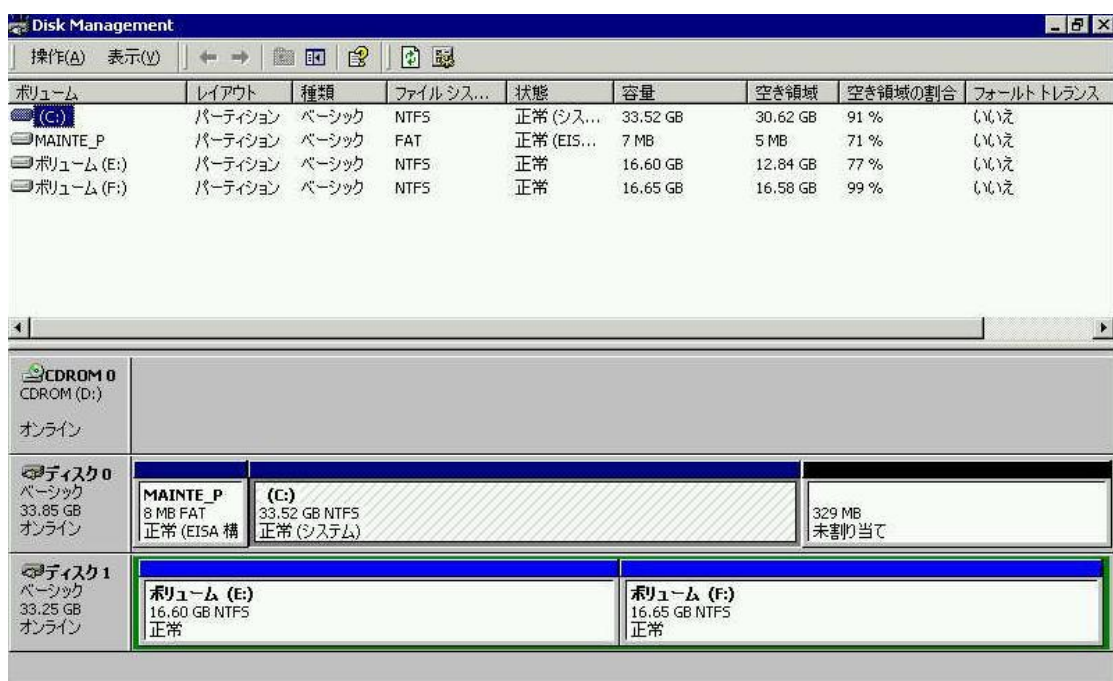 Disk Management
操作(A) 表示(V)
ボリューム レイアウト 種類 ファイル シス... 状態 容量 空き領域 空き領域の割合 フォールト トレランス
(C:) パーティション ベーシック NTFS 正常 (シス... 33.52 GB 30.62 GB 91 % いいえ
MAINTE_P パーティション ベーシック FAT 正常 (EIS... 7 MB 5 MB 71 % いいえ
ボリューム (E:) パーティション ベーシック NTFS 正常 16.60 GB 12.84 GB 77 % いいえ
ボリューム (F:) パーティション ベーシック NTFS 正常 16.65 GB 16.58 GB 99 % いいえ
CDROM 0
CDROM (D:)
オンライン
ディスク 0
ベーシック
33.85 GB
オンライン
MAINTE_P
8 MB FAT
正常 (EISA 構
(C:)
33.52 GB NTFS
正常 (システム)
329 MB
未割り当て
ディスク 1
ベーシック
33.25 GB
オンライン
ボリューム (E:)
16.60 GB NTFS
正常
ボリューム (F:)
16.65 GB NTFS
正常